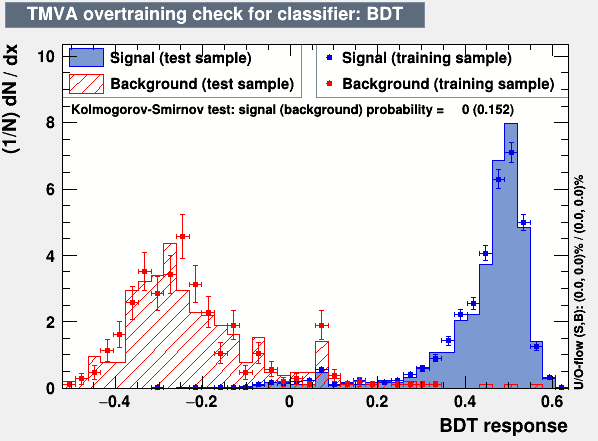 TMVA overtraining check for classifier: BDT
(1/N) dN / dx
Signal (test sample)
Background (test sample)
Signal (training sample)
Background (training sample)
Kolmogorov-Smirnov test: signal (background) probability = 0 (0.152)
10
8
6
4
2
0
−0.4 −0.2 0 0.2 0.4 0.6
BDT response
U/O-flow (S,B): (0.0, 0.0)% / (0.0, 0.0)%